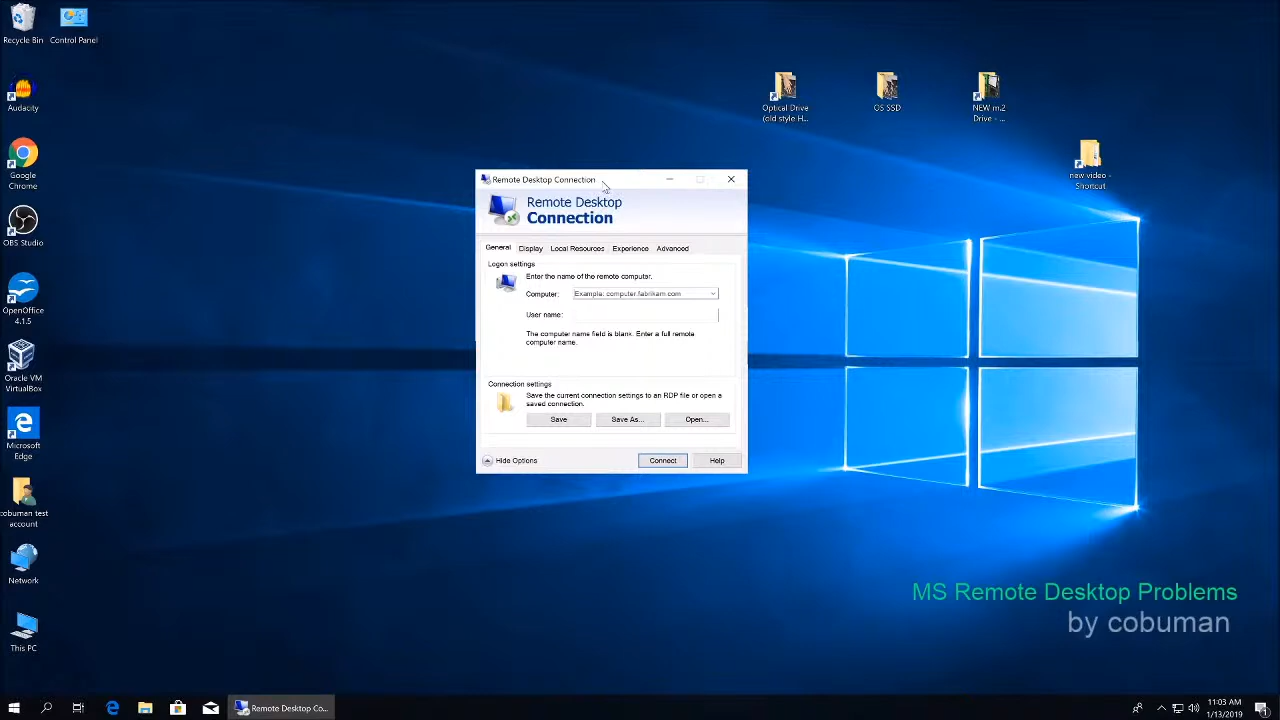 Recycle Bin
Control Panel
Audacity
Google
Chrome
OBS Studio
OpenOffice
4.1.5
Oracle VM
VirtualBox
Microsoft
Edge
cobuman test
account
Network
This PC
Optical Drive
(old style H...
OS SSD
NEW m.2
Drive - ...
new video -
Shortcut
Remote Desktop Connection
Remote Desktop
Connection
General Display Local Resources Experience Advanced
Logon settings
Enter the name of the remote computer.
Computer: Example: computer.fabrikam.com
User name:
The computer name field is blank. Enter a full remote
computer name.
Connection settings
Save the current connection settings to an RDP file or open a
saved connection.
Save Save As... Open...
Hide Options Connect Help
MS Remote Desktop Problems
by cobuman
Remote Desktop Co...
11:03 AM
1/13/2019
1